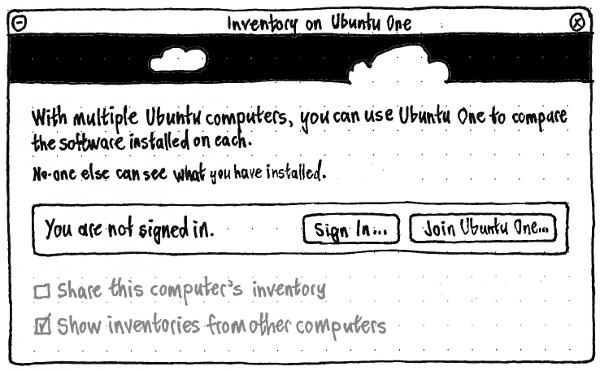 Inventory on Ubuntu One
With multiple Ubuntu computers, you can use Ubuntu One to compare
the software installed on each.
No-one else can see what you have installed.
You are not signed in. Sign In... Join Ubuntu One...
Share this computer's inventory
Show inventories from other computers